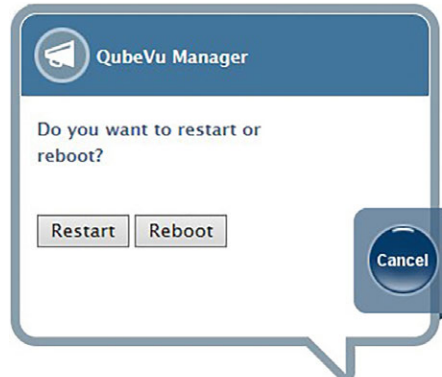 QubeVu Manager
Do you want to restart or
reboot?
Restart Reboot
Cancel